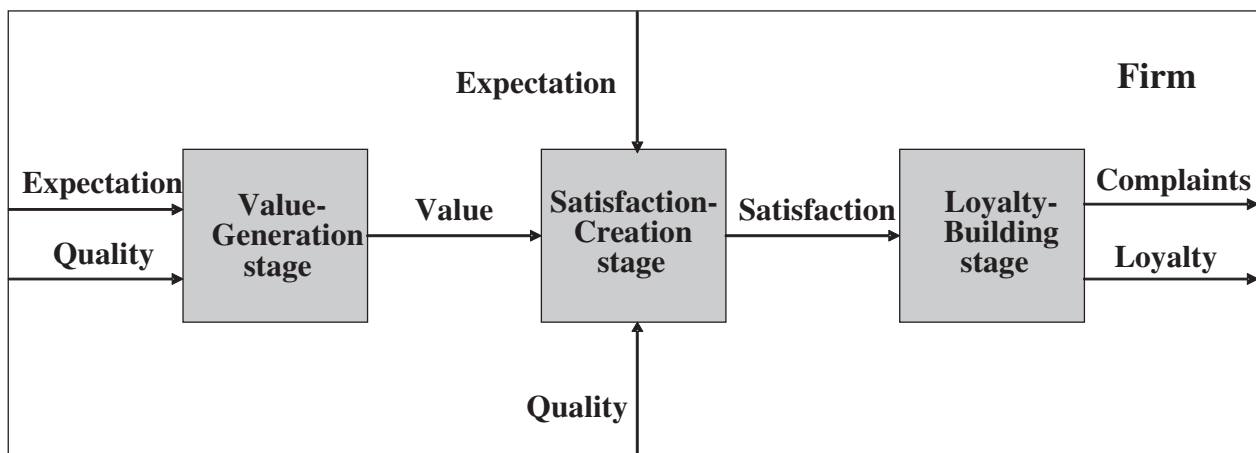 Expectation
Firm
Expectation
Quality
Value-
Generation
stage
Value
Satisfaction-
Creation
stage
Satisfaction
Loyalty-
Building
stage
Complaints
Loyalty
Quality